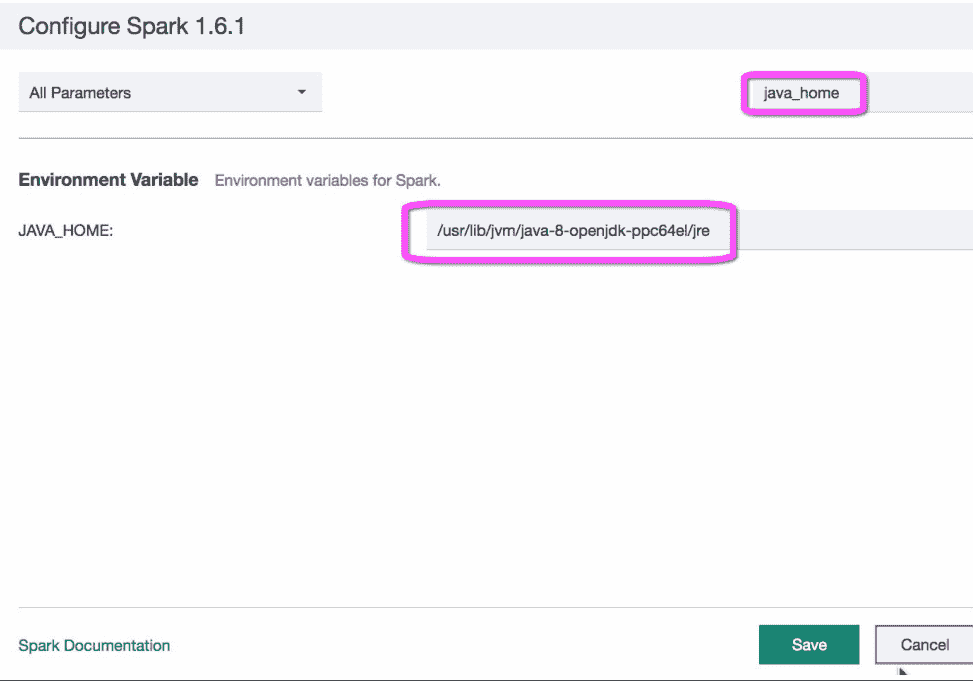 Configure Spark 1.6.1
All Parameters
java_home
Environment Variable Environment variables for Spark.
JAVA_HOME: /usr/lib/jvm/java-8-openjdk-ppc64el/jre
Spark Documentation
Save
Cancel